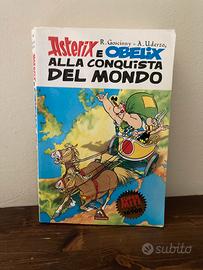 Asterix
R. Goscinny - A. Uderzo
E OBELIX
ALLA CONQUISTA
DEL MONDO
subito